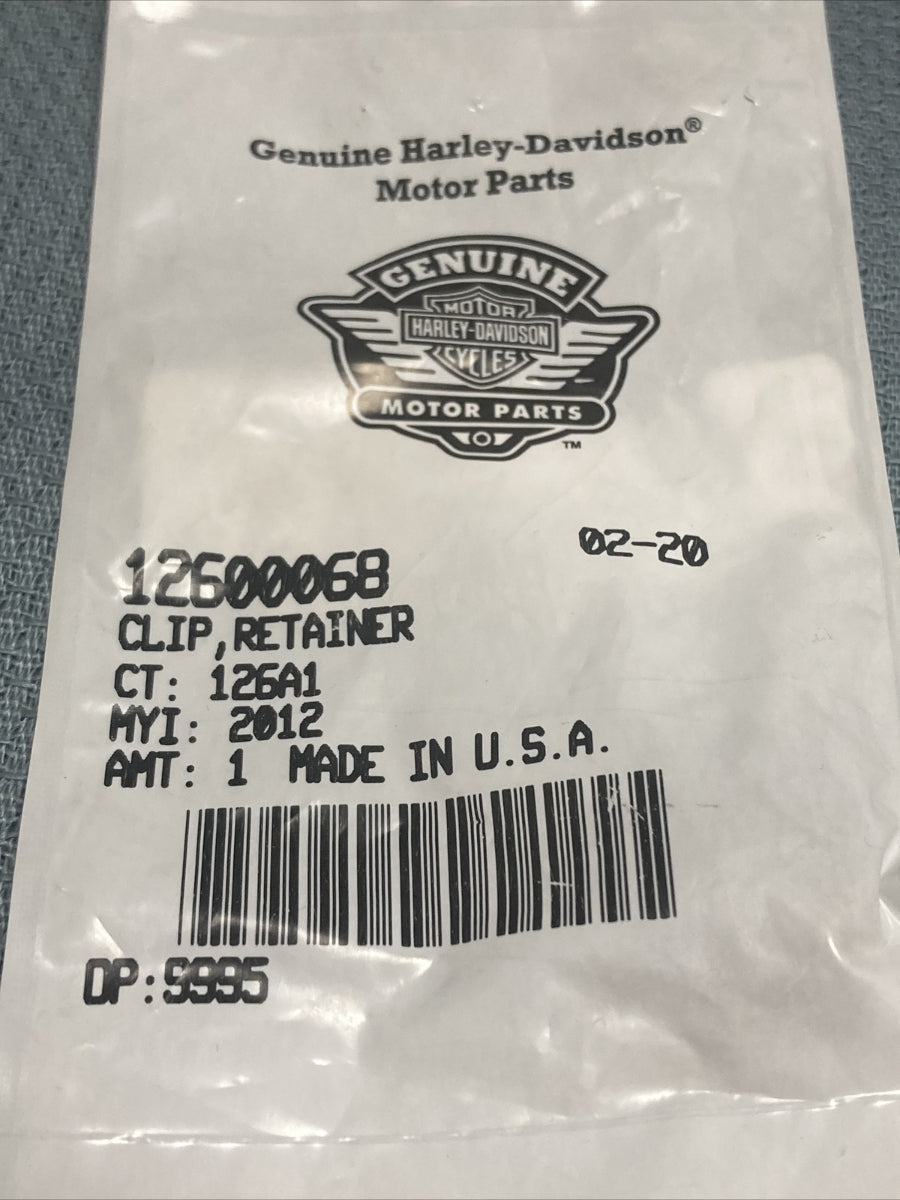 Genuine Harley-Davidson®
Motor Parts
GENUINE
MOTOR
HARLEY-DAVIDSON
CYCLES
MOTOR PARTS
™
02-20
12600068
CLIP,RETAINER
CT: 126A1
MYI: 2012
AMT: 1 MADE IN U.S.A.
OP:9995